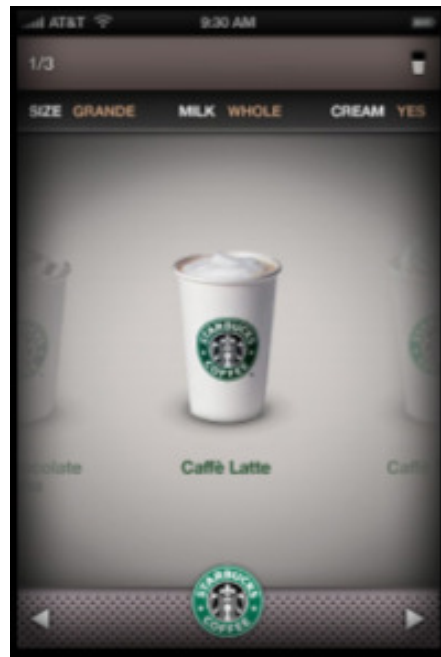 AT&T 9:30 AM
1/3
SIZE GRANDE MILK WHOLE CREAM YES
STARBUCKS COFFEE
Caffè Latte
STARBUCKS COFFEE